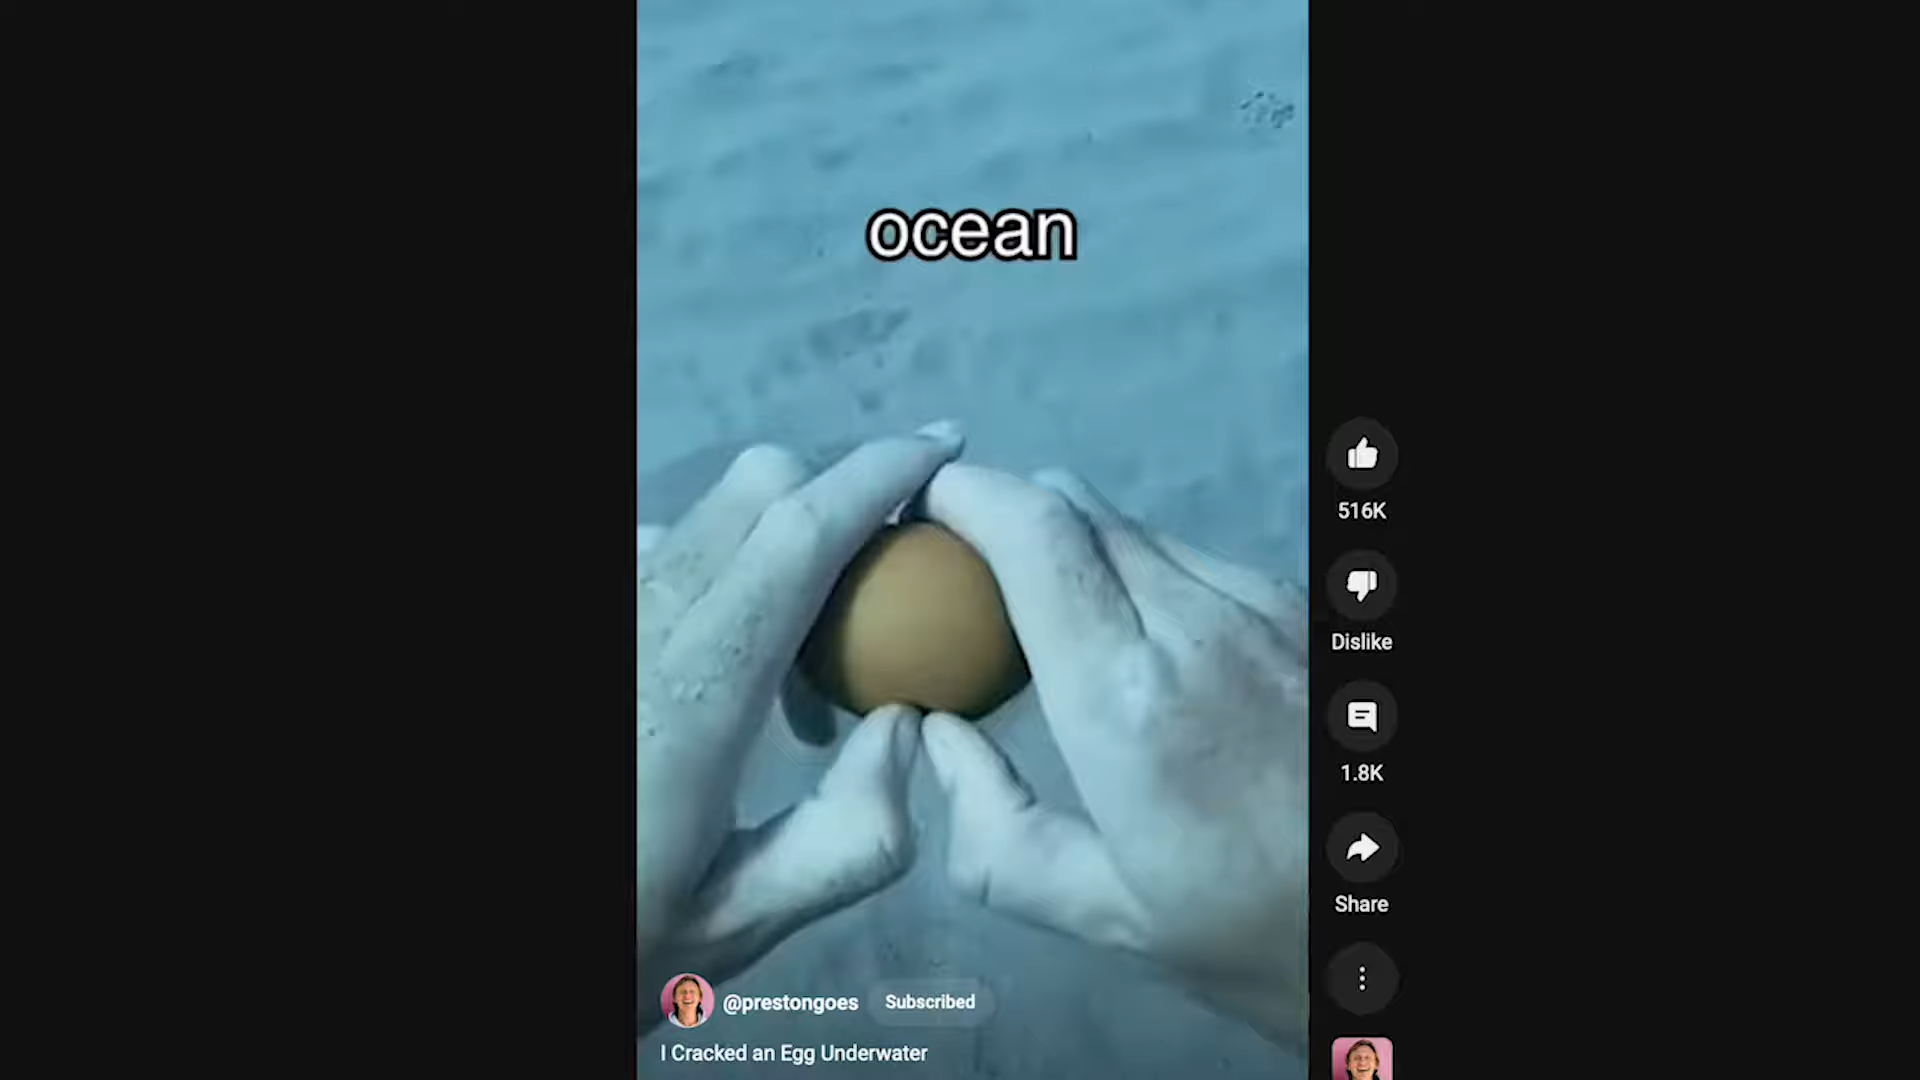 ocean
516K
Dislike
1.8K
Share
@prestongoes Subscribed
I Cracked an Egg Underwater